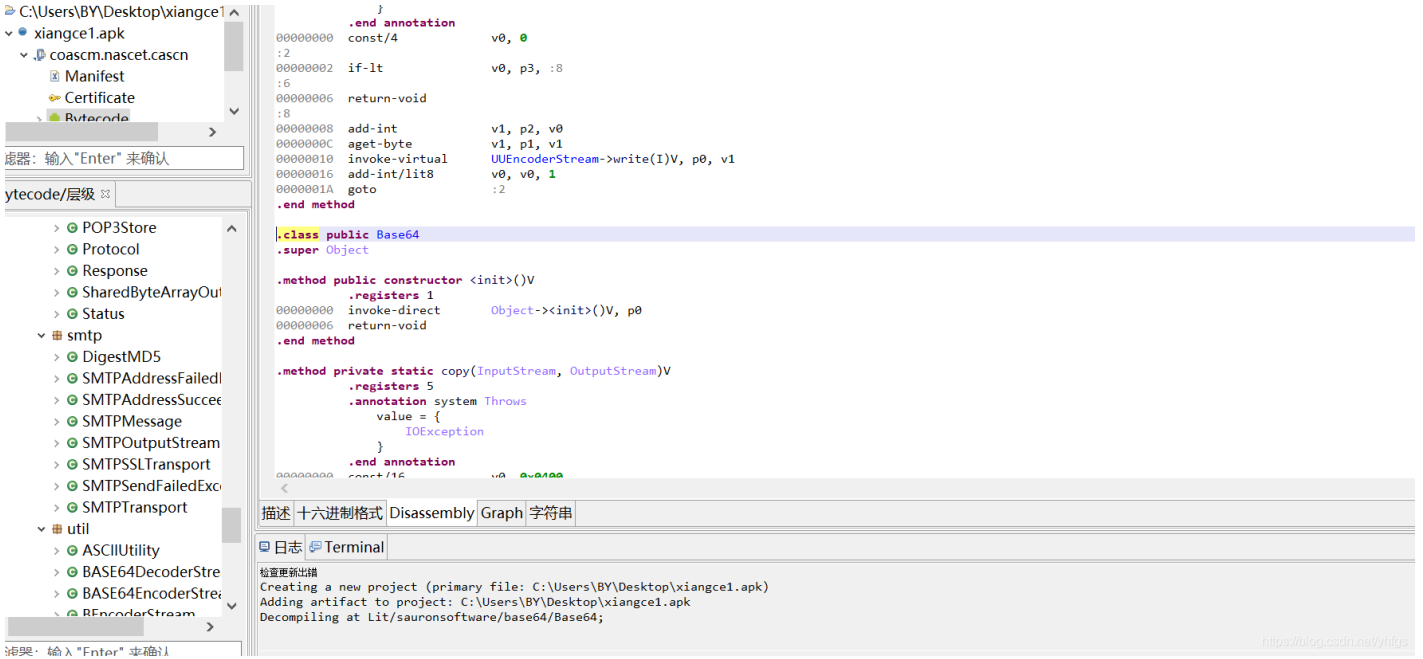 C:\Users\BY\Desktop\xiangce1
xiangce1.apk
coascm.nascet.cascn
Manifest
Certificate
Bytecode
滤器：输入"Enter" 来确认
ytecode/层级
POP3Store
Protocol
Response
SharedByteArrayOut
Status
smtp
DigestMD5
SMTPAddressFailedI
SMTPAddressSuccee
SMTPMessage
SMTPOutputStream
SMTPSSLTransport
SMTPSendFailedExc
SMTPTransport
util
ASCIIUtility
BASE64DecoderStre
BASE64EncoderStrea
BEncoderStream
滤器：输入"Enter" 来确认
}
.end annotation
00000000 const/4 v0, 0
:2
00000002 if-lt v0, p3, :8
:6
00000006 return-void
:8
00000008 add-int v1, p2, v0
0000000C aget-byte v1, p1, v1
00000010 invoke-virtual UUEncoderStream->write(I)V, p0, v1
00000016 add-int/lit8 v0, v0, 1
0000001A goto :2
.end method
.class public Base64
.super Object
.method public constructor <init>()V
.registers 1
00000000 invoke-direct Object-><init>()V, p0
00000006 return-void
.end method
.method private static copy(InputStream, OutputStream)V
.registers 5
.annotation system Throws
value = {
IOException
}
.end annotation
00000000 const/16 v0, 0x0400
描述 十六进制格式 Disassembly Graph 字符串
日志 Terminal
检查更新出错
Creating a new project (primary file: C:\Users\BY\Desktop\xiangce1.apk)
Adding artifact to project: C:\Users\BY\Desktop\xiangce1.apk
Decompiling at Lit/sauronsoftware/base64/Base64;
https://blog.csdn.net/yhfgs